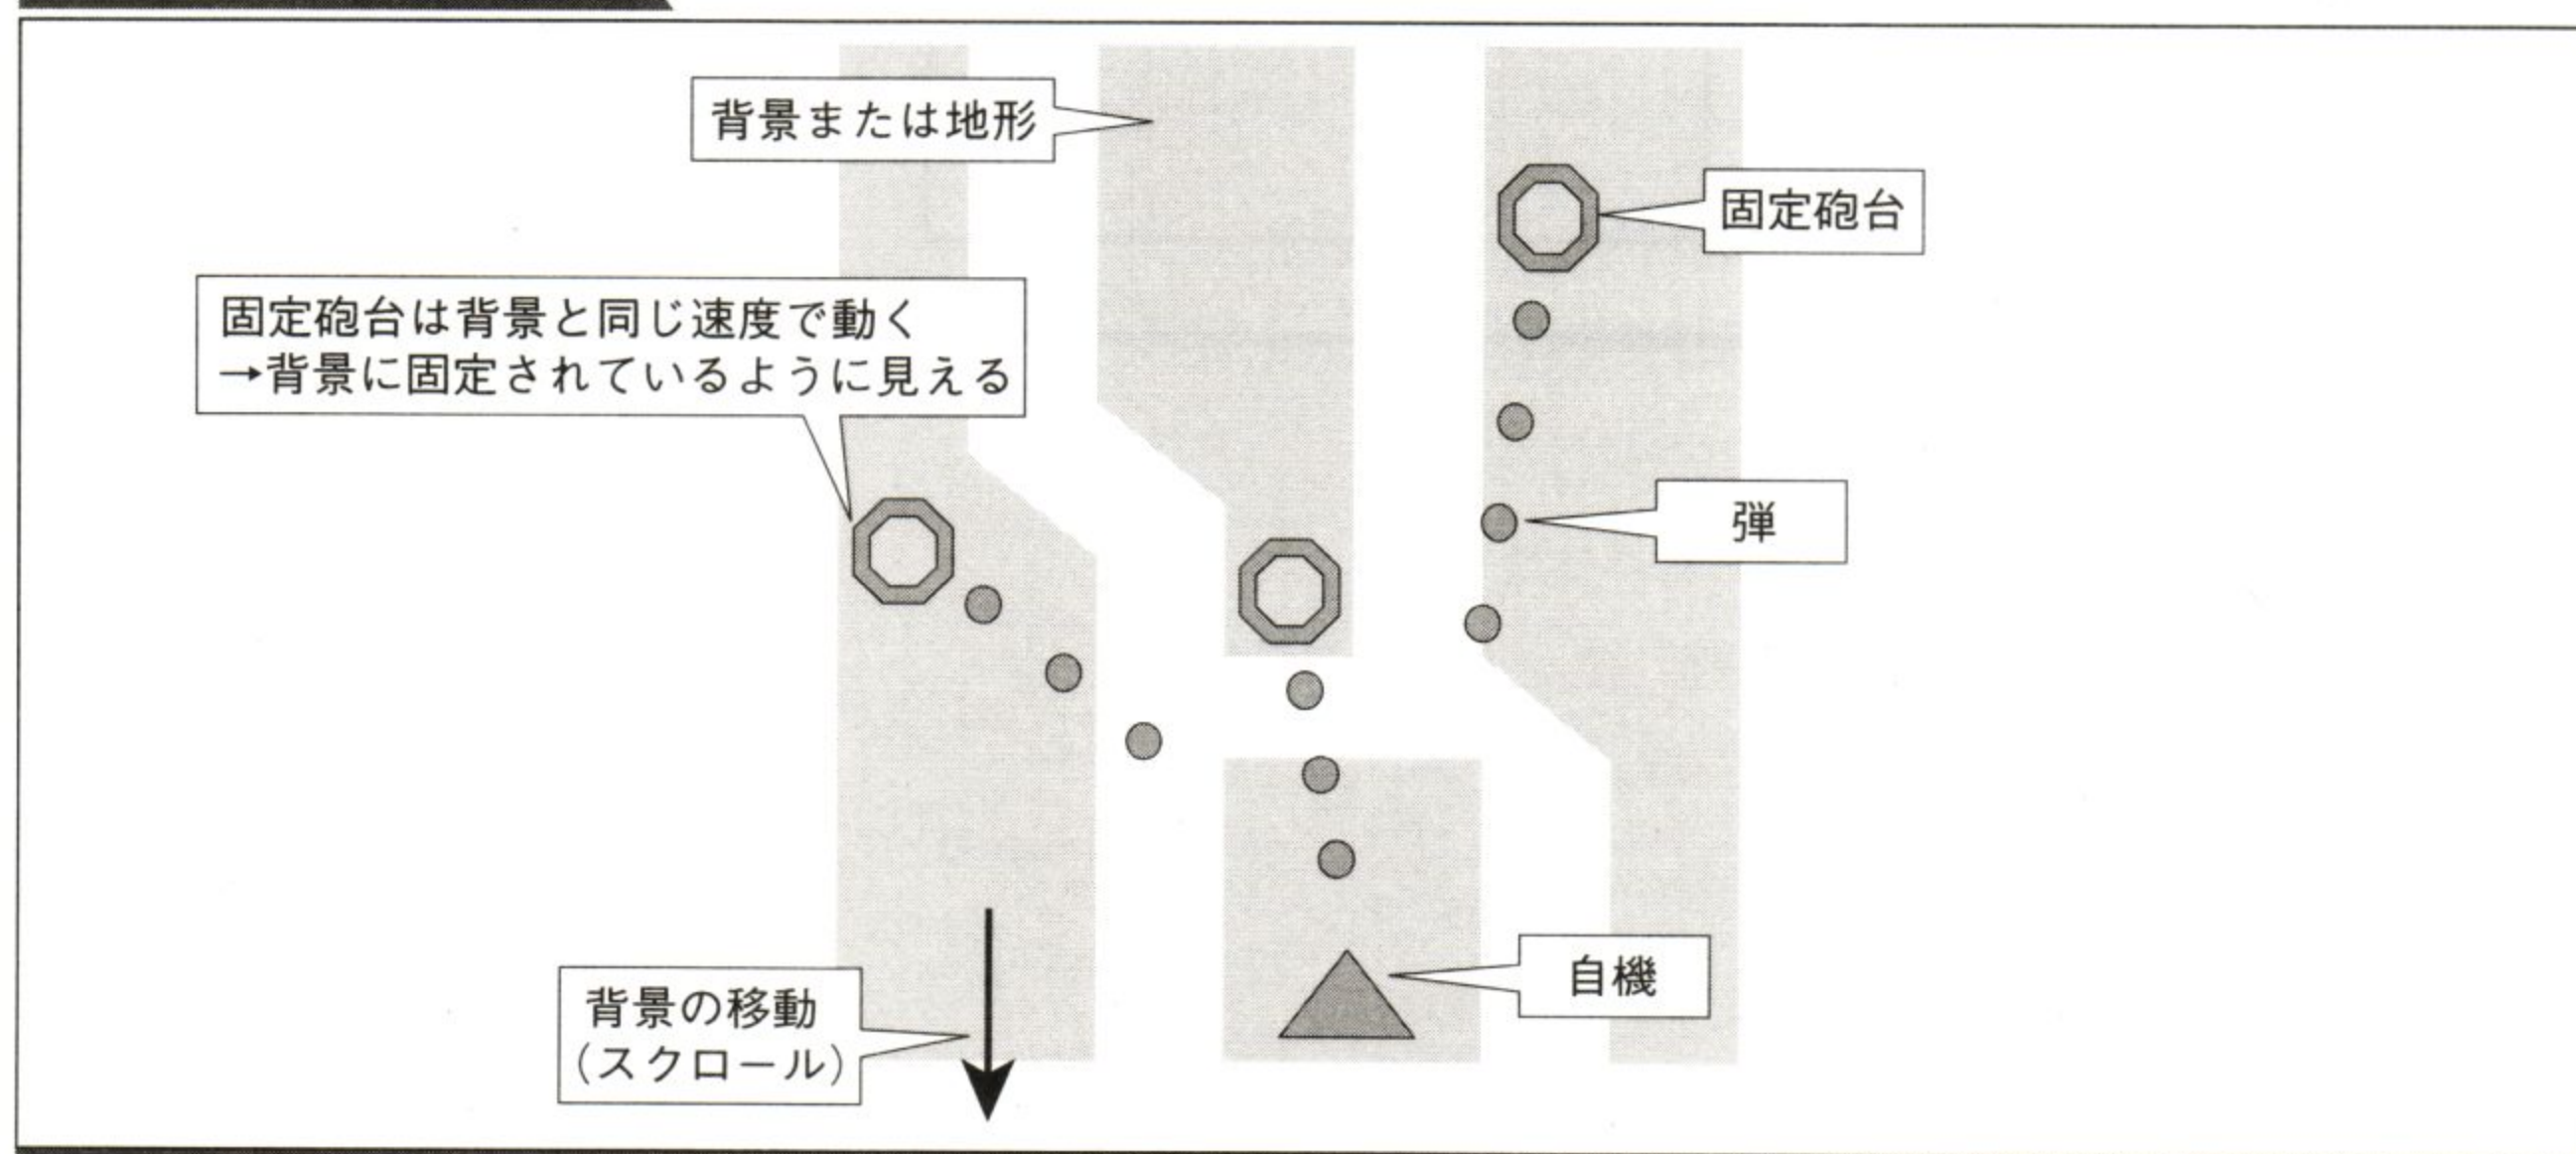 背景または地形
固定砲台
固定砲台は背景と同じ速度で動く
→背景に固定されているように見える
弾
自機
背景の移動
(スクロール)